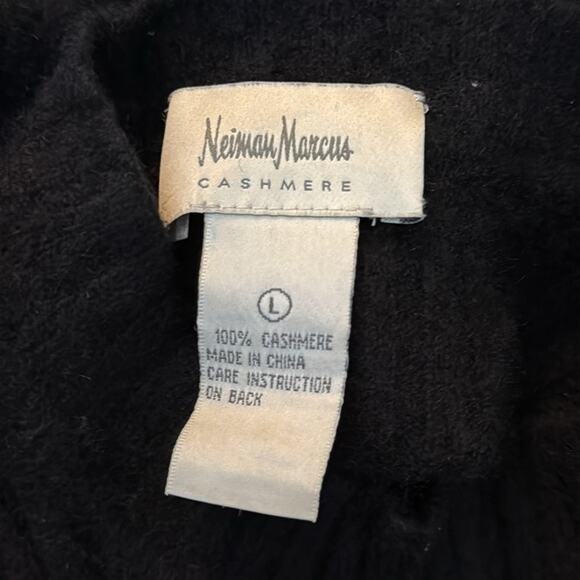 Neiman Marcus
CASHMERE
L
100% CASHMERE
MADE IN CHINA
CARE INSTRUCTION
ON BACK